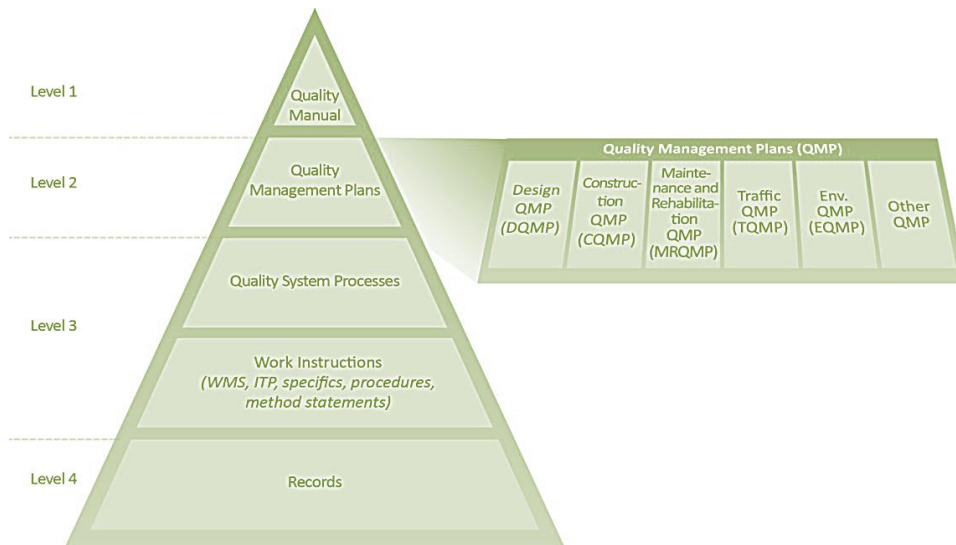 Level 1
Quality
Manual
Level 2
Quality
Management Plans
Quality Management Plans (QMP)
Design
QMP
(DQMP)
Construc-
tion
QMP
(CQMP)
Mainte-
nance and
Rehabilita-
tion
QMP
(MRQMP)
Traffic
QMP
(TQMP)
Env.
QMP
(EQMP)
Other
QMP
Level 3
Quality System Processes
Work Instructions
(WMS, ITP, specifics, procedures,
method statements)
Level 4
Records